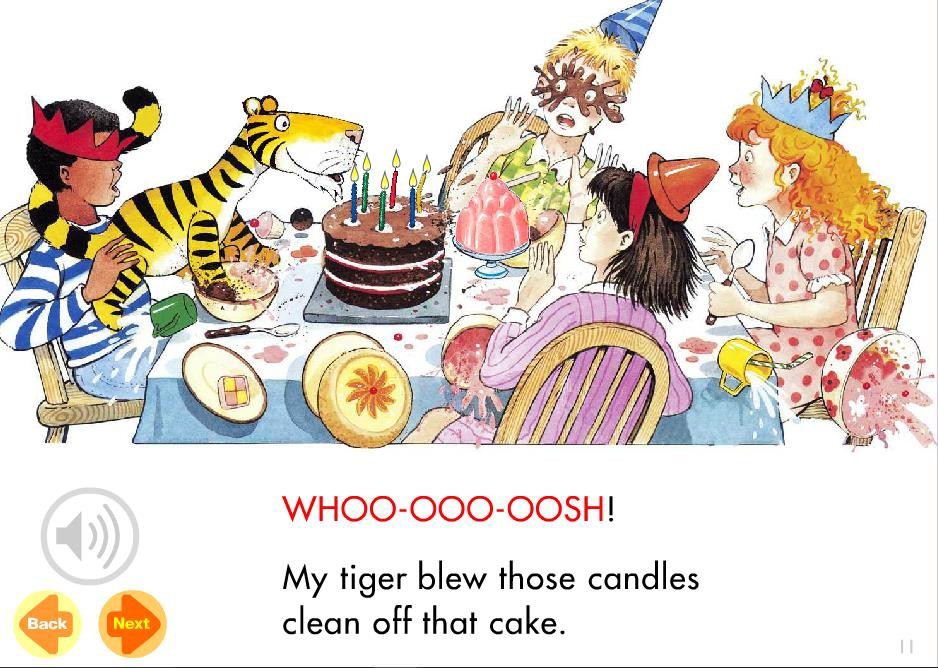 WHOO-OOO-OOSH!
My tiger blew those candles
clean off that cake.
Back
Next
11